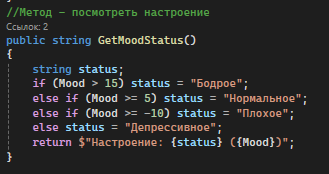 //Метод – посмотреть настроение
Ссылок: 2
public string GetMoodStatus()
{
string status;
if (Mood > 15) status = "Бодрое";
else if (Mood >= 5) status = "Нормальное";
else if (Mood >= -10) status = "Плохое";
else status = "Депрессивное";
return $"Настроение: {status} ({Mood})";
}